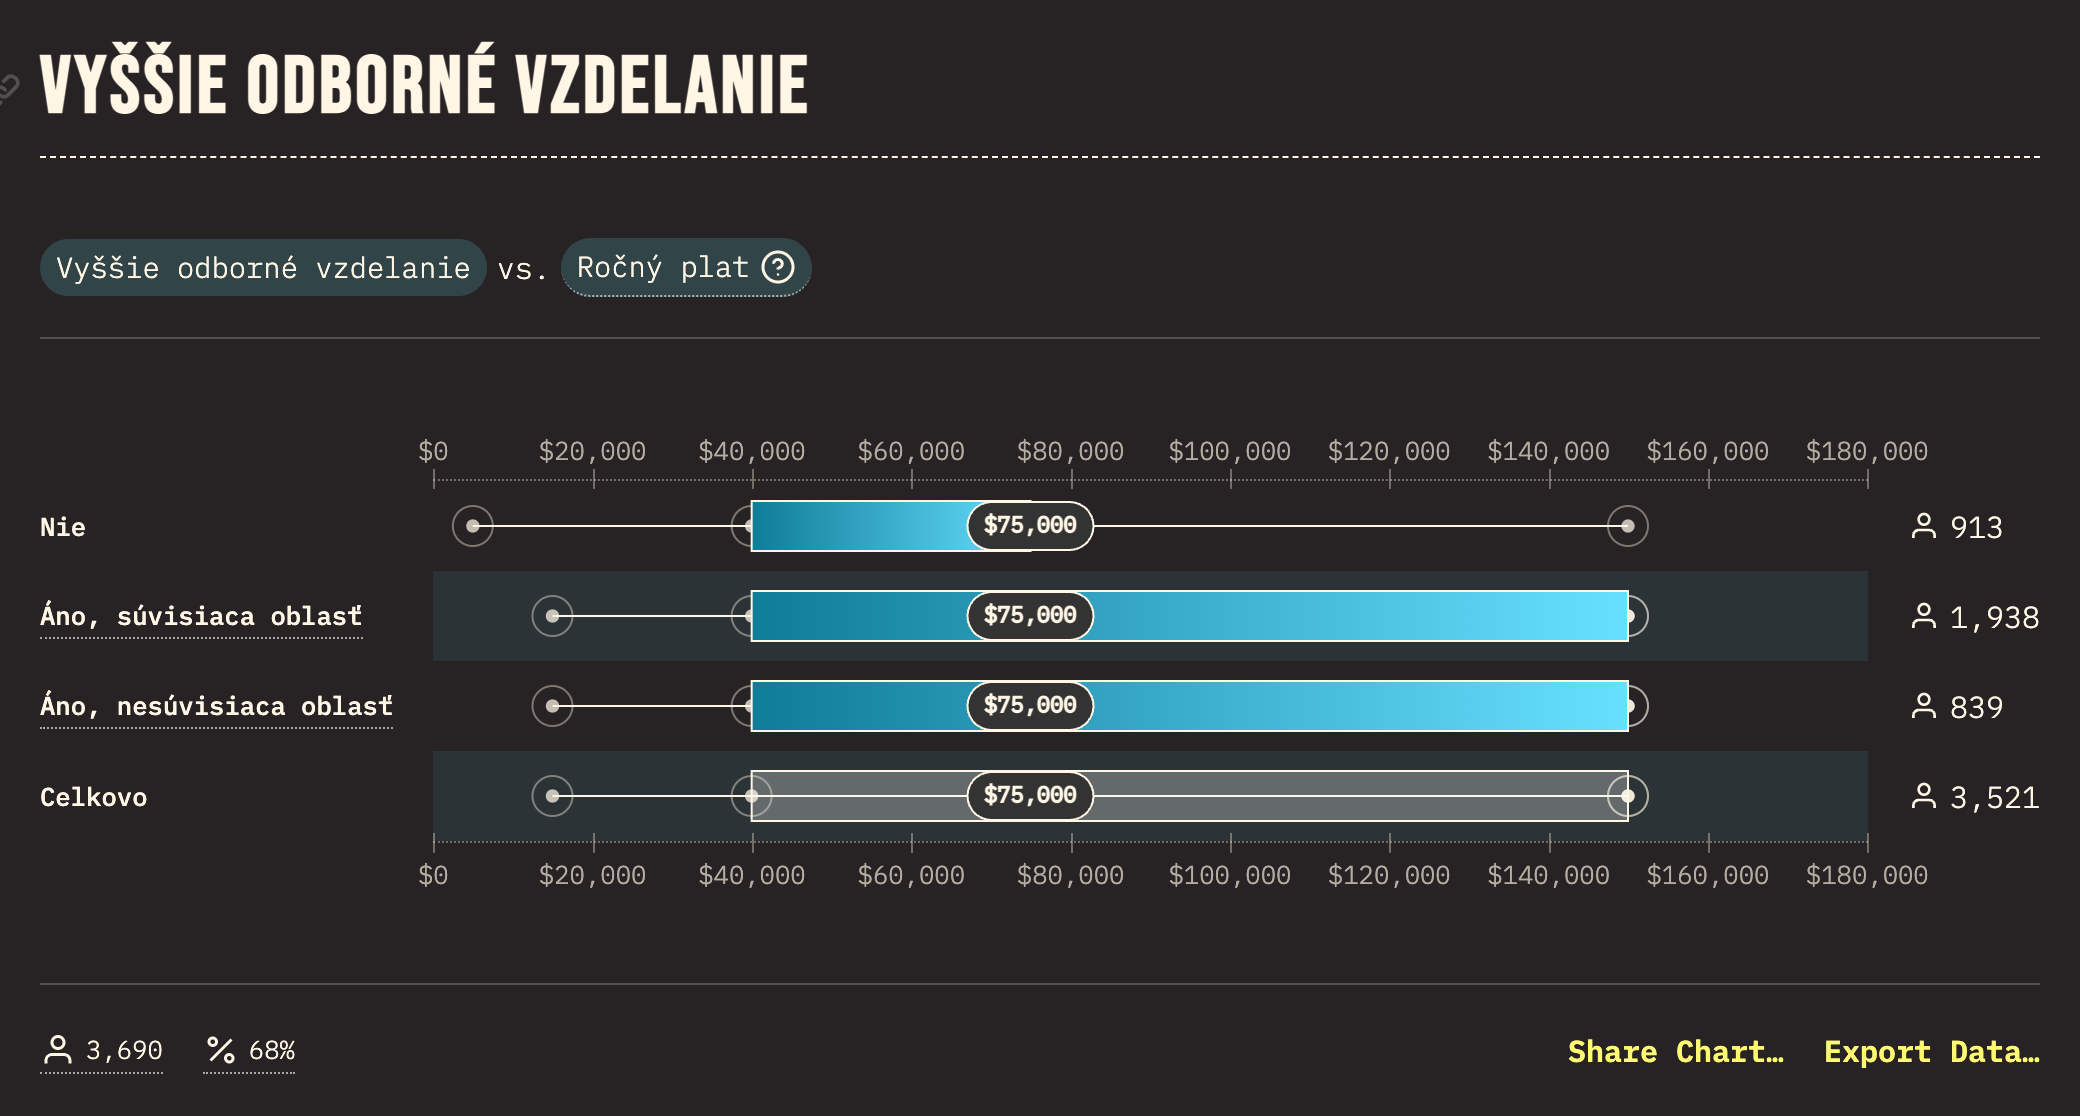 VYŠŠIE ODBORNÉ VZDELANIE
Vyššie odborné vzdelanie vs. Ročný plat
$0 $20,000 $40,000 $60,000 $80,000 $100,000 $120,000 $140,000 $160,000 $180,000
Nie $75,000 913
Áno, súvisiaca oblasť $75,000 1,938
Áno, nesúvisiaca oblasť $75,000 839
Celkovo $75,000 3,521
$0 $20,000 $40,000 $60,000 $80,000 $100,000 $120,000 $140,000 $160,000 $180,000
3,690 68% Share Chart… Export Data…